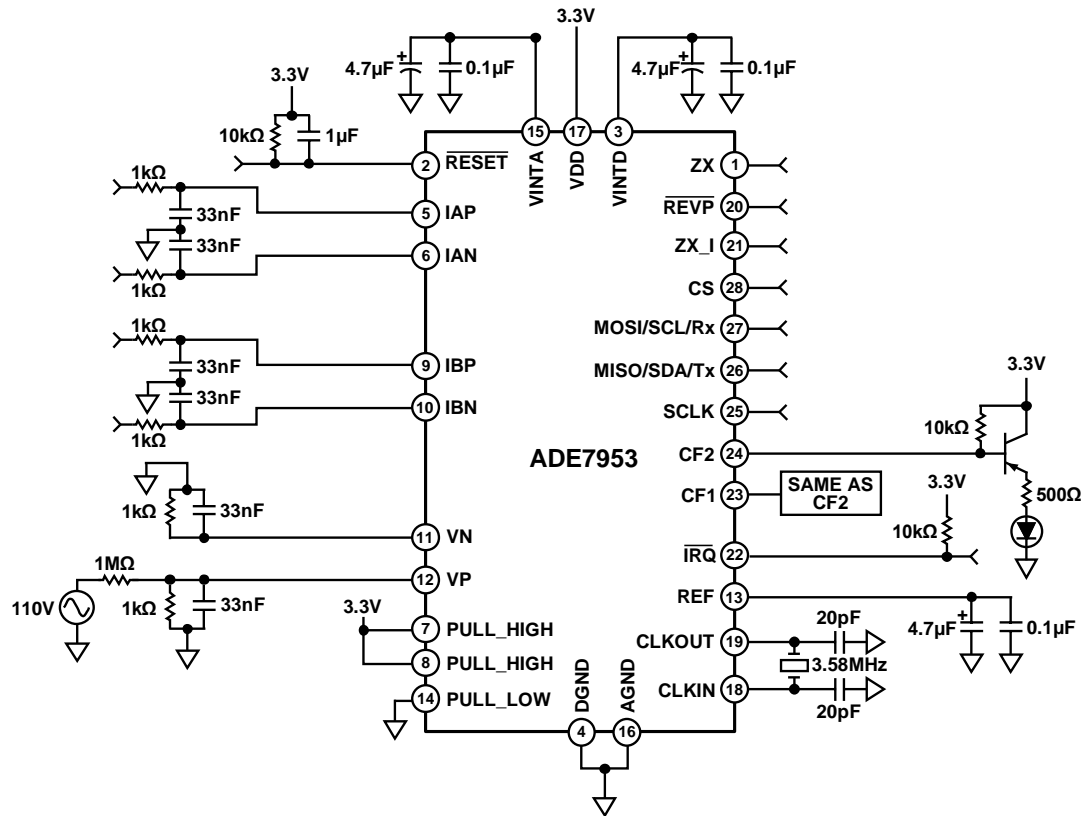 3.3V
4.7µF
+
0.1µF
4.7µF
+
0.1µF
3.3V
10kΩ
1µF
15
17
3
VINTA
VDD
VINTD
2
RESET
1kΩ
33nF
5
IAP
33nF
6
IAN
1kΩ
1kΩ
33nF
9
IBP
33nF
10
IBN
1kΩ
1kΩ
33nF
11
VN
1MΩ
12
VP
110V
1kΩ
33nF
3.3V
7
PULL_HIGH
8
PULL_HIGH
14
PULL_LOW
ADE7953
DGND
AGND
4
16
ZX
1
REVP
20
ZX_I
21
CS
28
MOSI/SCL/Rx
27
MISO/SDA/Tx
26
SCLK
25
3.3V
10kΩ
CF2
24
500Ω
CF1
23
SAME AS
CF2
3.3V
10kΩ
IRQ
22
REF
13
4.7µF
+
0.1µF
20pF
CLKOUT
19
3.58MHz
CLKIN
18
20pF